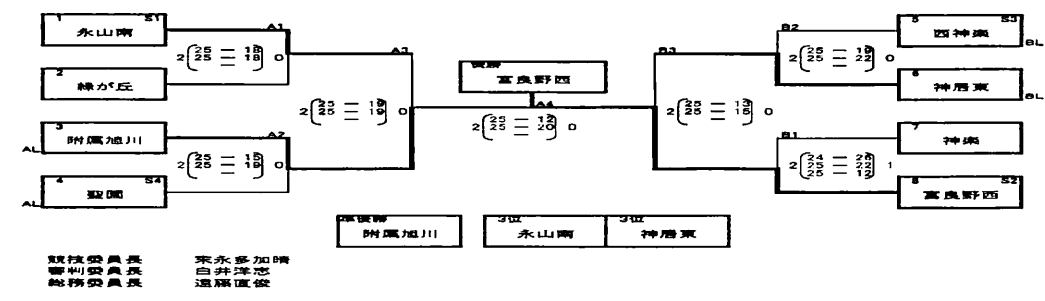 1 永山南 S1
2 緑が丘
3 附属旭川 AL
4 聖園 S4 AL
A1 2 (25 ― 18 25 ― 18) 0
A2 2 (25 ― 15 25 ― 19) 0
A3 2 (25 ― 19 25 ― 19) 0
優勝
富良野西
A4 2 (25 ― 12 25 ― 20) 0
B3 2 (25 ― 13 25 ― 15) 0
B2 2 (25 ― 19 25 ― 22) 0
B1 2 (24 ― 26 25 ― 22 25 ― 12) 1
5 西神楽 S3 BL
6 神居東 BL
7 神楽
8 富良野西 S2
準優勝 附属旭川
3位 永山南
3位 神居東
競技委員長 末永多加晴
審判委員長 白井洋志
総務委員長 遠藤直俊